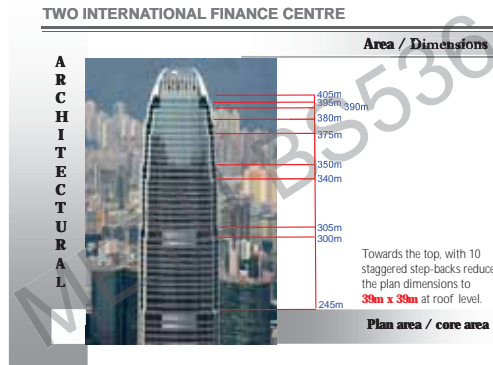 TWO INTERNATIONAL FINANCE CENTRE
Area / Dimensions
ARCHITECTURAL
405m
395m
390m
380m
375m
350m
340m
305m
300m
245m
Towards the top, with 10
staggered step-backs reduce
the plan dimensions to
39m x 39m at roof level.
Plan area / core area
BS536